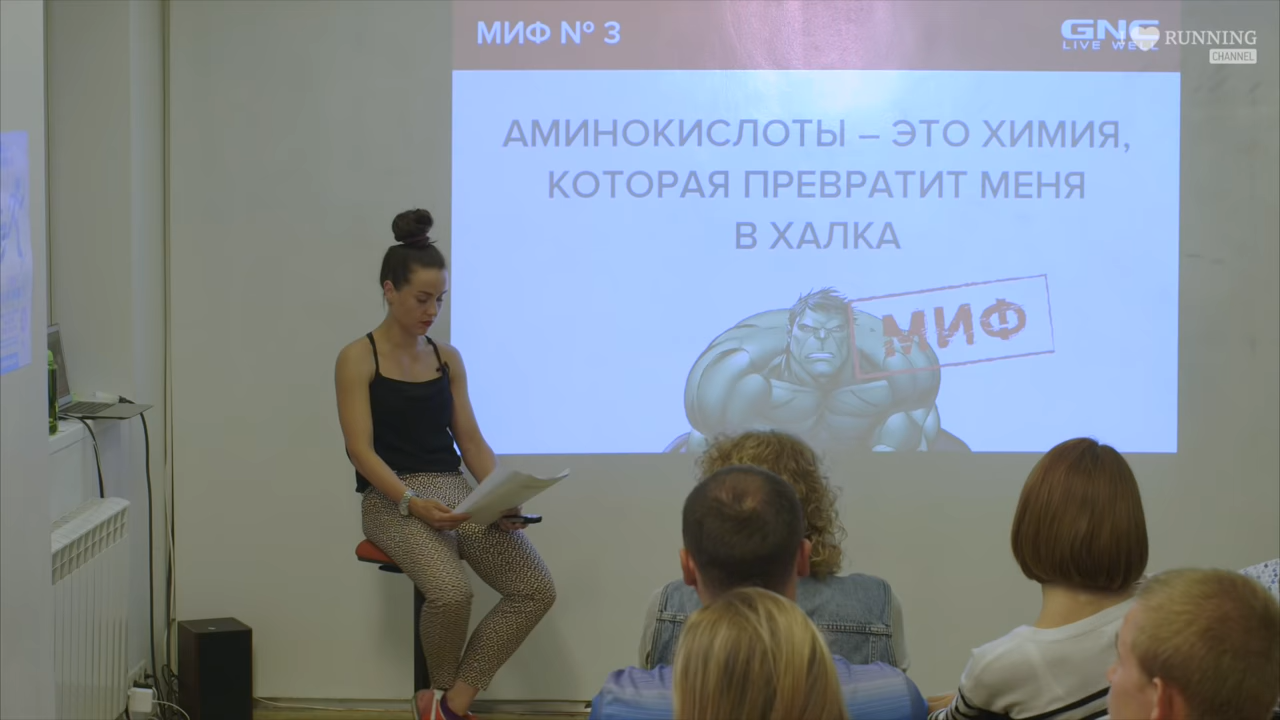 МИФ № 3
GNC
LIVE WELL
I RUNNING
CHANNEL
АМИНОКИСЛОТЫ – ЭТО ХИМИЯ,
КОТОРАЯ ПРЕВРАТИТ МЕНЯ
В ХАЛКА
МИФ